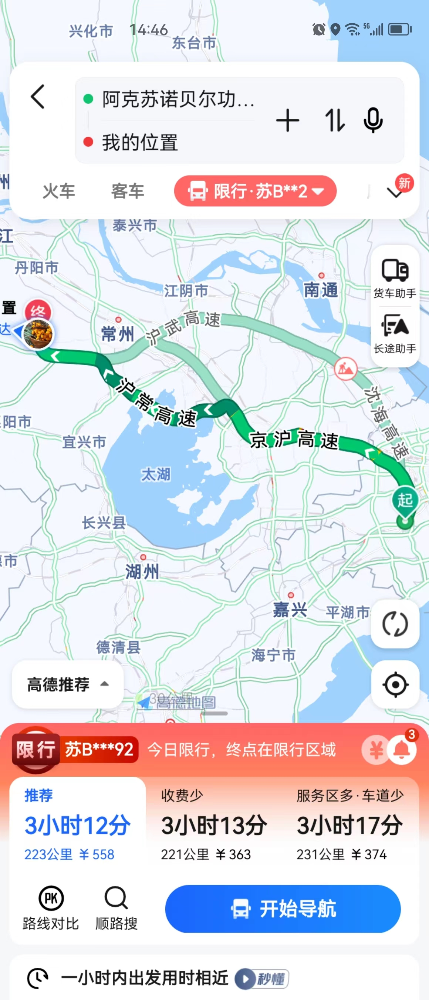 兴化市
14:46
5G
东台市
阿克苏诺贝尔功...
我的位置
火车
客车
限行·苏B**2
新
州
泰兴市
江
丹阳市
江阴市
南通
货车助手
置
终
达
常州
沪武高速
长途助手
沪常高速
沈海高速
阳市
宜兴市
京沪高速
太湖
起
长兴县
市
湖州
嘉兴
平湖市
德清县
海宁市
高德推荐
30公里
高德地图
限行
苏B***92
今日限行，终点在限行区域
¥
3
推荐
收费少
服务区多·车道少
3小时12分
3小时13分
3小时17分
223公里 ¥558
221公里 ¥363
231公里 ¥374
PK
路线对比
顺路搜
开始导航
一小时内出发用时相近
秒懂